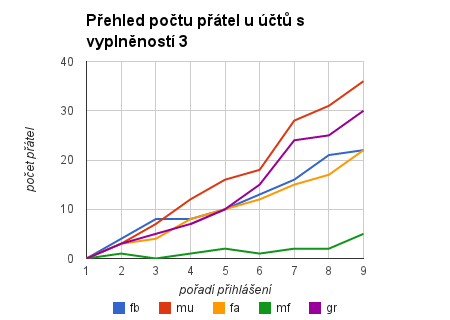 Přehled počtu přátel u účtů s
vyplněností 3
40
30
20
10
0
počet přátel
1 2 3 4 5 6 7 8 9
pořadí přihlášení
fb mu fa mf gr